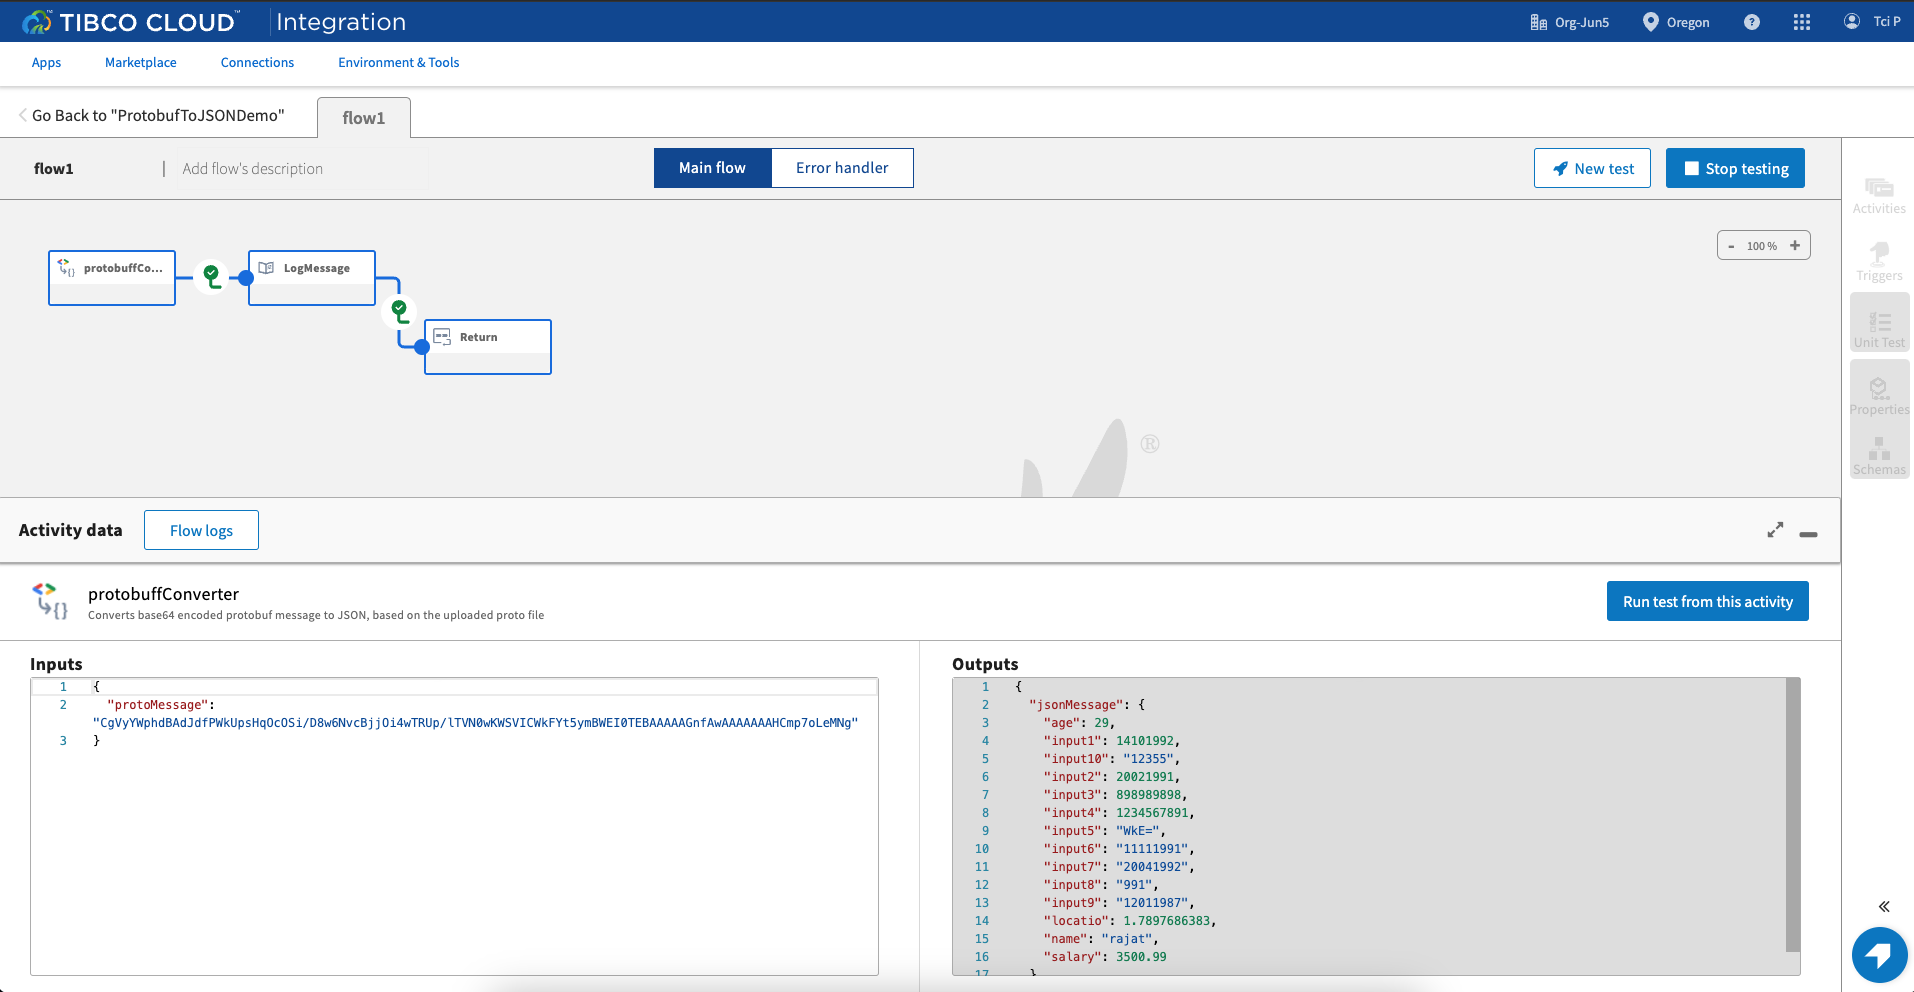 TIBCO CLOUD™ Integration
Org-Jun5
Oregon
?
Tci P
Apps
Marketplace
Connections
Environment & Tools
Go Back to "ProtobufToJSONDemo"
flow1
flow1
Add flow's description
Main flow
Error handler
New test
Stop testing
Activities
Triggers
Unit Test
Properties
Schemas
- 100 % +
protobuffCo...
LogMessage
Return
®
Activity data
Flow logs
protobuffConverter
Converts base64 encoded protobuf message to JSON, based on the uploaded proto file
Run test from this activity
Inputs
1 {
2 "protoMessage":
"CgVyYWphdBAdJdfPWkUpsHqOcOSi/D8w6NvcBjjOi4wTRUp/lTVN0wKWSVICWkFYt5ymBWEI0TEBAAAAAGnfAwAAAAAAAHCmp7oLeMNg"
3 }
Outputs
1 {
2 "jsonMessage": {
3 "age": 29,
4 "input1": 14101992,
5 "input10": "12355",
6 "input2": 20021991,
7 "input3": 898989898,
8 "input4": 1234567891,
9 "input5": "WkE=",
10 "input6": "11111991",
11 "input7": "20041992",
12 "input8": "991",
13 "input9": "12011987",
14 "locatio": 1.7897686383,
15 "name": "rajat",
16 "salary": 3500.99
17 }